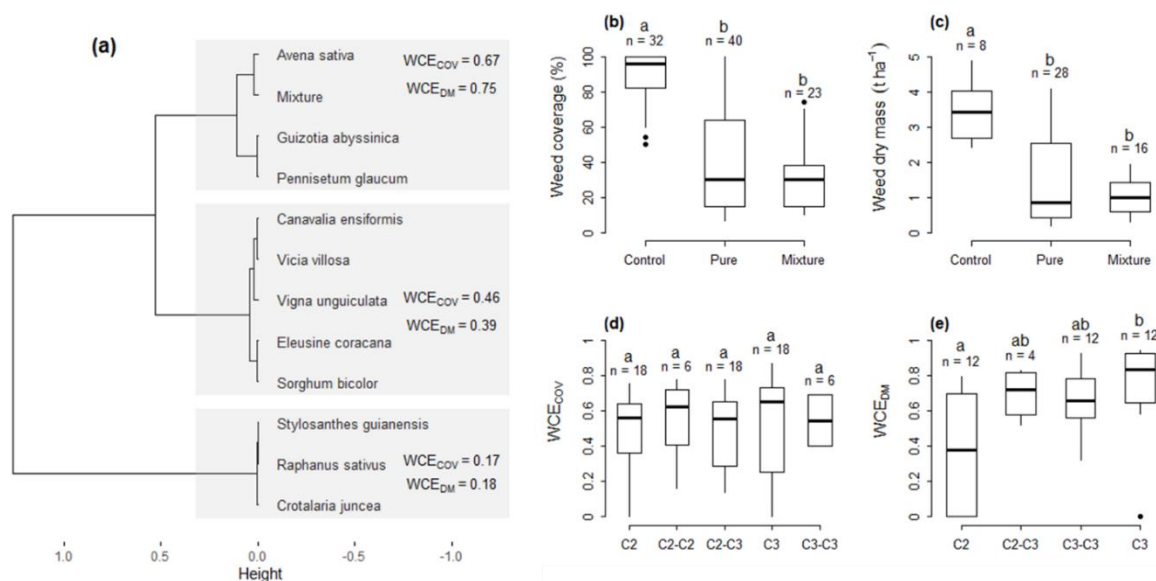 (a)
Avena sativa
WCE_COV = 0.67
Mixture
WCE_DM = 0.75
Guizotia abyssinica
Pennisetum glaucum
Canavalia ensiformis
Vicia villosa
Vigna unguiculata
WCE_COV = 0.46
WCE_DM = 0.39
Eleusine coracana
Sorghum bicolor
Stylosanthes guianensis
Raphanus sativus
WCE_COV = 0.17
WCE_DM = 0.18
Crotalaria juncea
1.0 0.5 0.0 -0.5 -1.0
Height
(b)
a b b
n = 32 n = 40 n = 23
Weed coverage (%)
100
80
60
40
20
0
Control Pure Mixture
(c)
a b b
n = 8 n = 28 n = 16
Weed dry mass (t ha⁻¹)
5
4
3
2
1
0
Control Pure Mixture
(d)
a a a a a
n = 18 n = 6 n = 18 n = 18 n = 6
WCE_COV
1
0.8
0.6
0.4
0.2
0
C2 C2-C2 C2-C3 C3 C3-C3
(e)
a ab ab b
n = 12 n = 4 n = 12 n = 12
WCE_DM
1
0.8
0.6
0.4
0.2
0
C2 C2-C3 C3-C3 C3